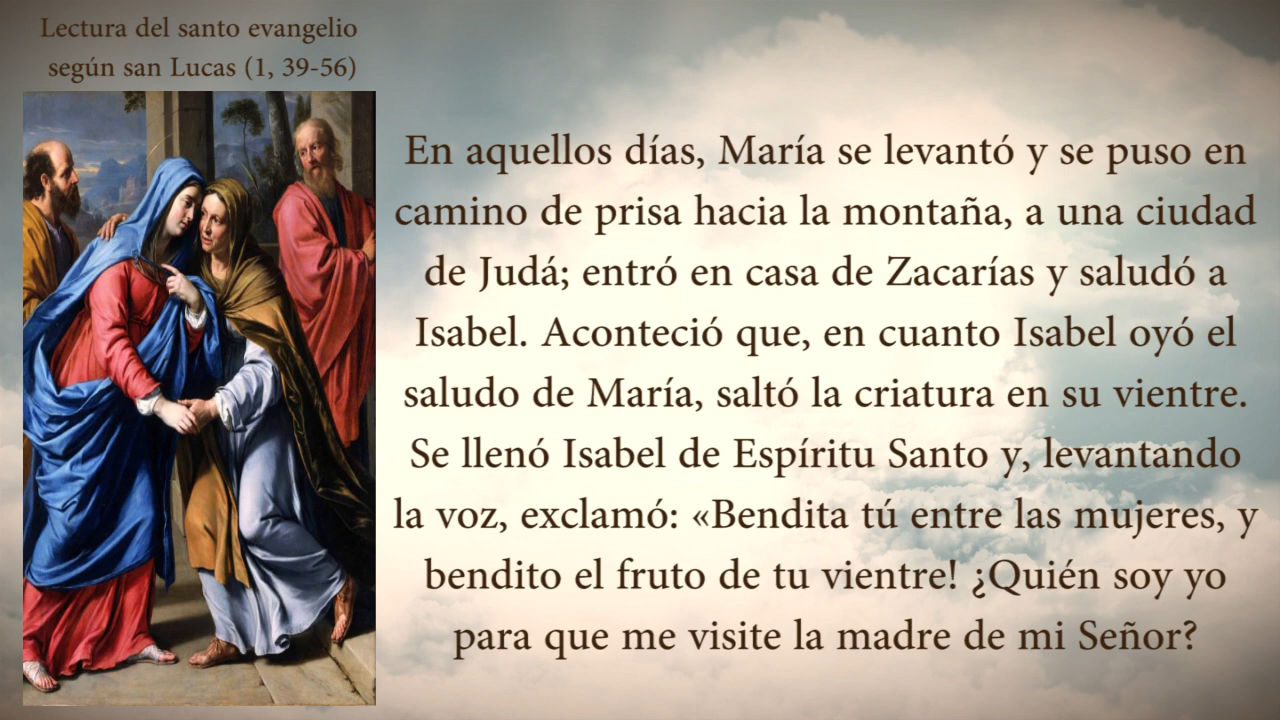 Lectura del santo evangelio
según san Lucas (1, 39-56)
En aquellos días, María se levantó y se puso en
camino de prisa hacia la montaña, a una ciudad
de Judá; entró en casa de Zacarías y saludó a
Isabel. Aconteció que, en cuanto Isabel oyó el
saludo de María, saltó la criatura en su vientre.
Se llenó Isabel de Espíritu Santo y, levantando
la voz, exclamó: «Bendita tú entre las mujeres, y
bendito el fruto de tu vientre! ¿Quién soy yo
para que me visite la madre de mi Señor?